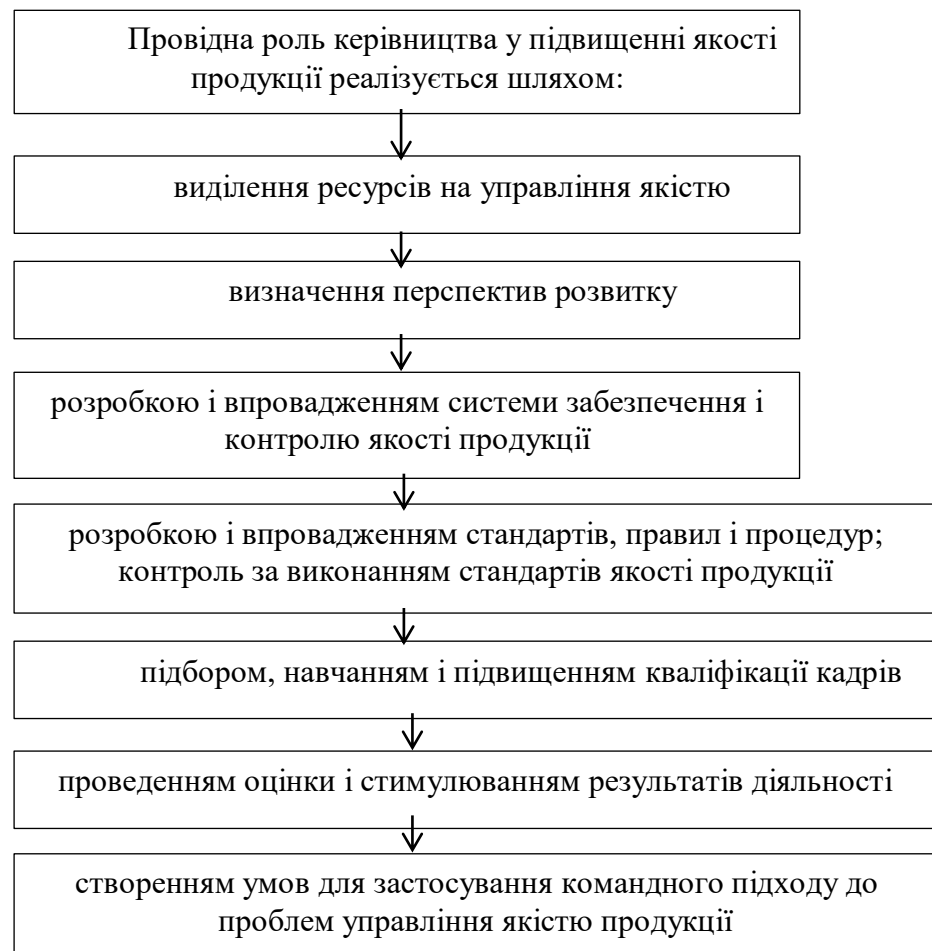 Провідна роль керівництва у підвищенні якості
продукції реалізується шляхом:
виділення ресурсів на управління якістю
визначення перспектив розвитку
розробкою і впровадженням системи забезпечення і
контролю якості продукції
розробкою і впровадженням стандартів, правил і процедур;
контроль за виконанням стандартів якості продукції
підбором, навчанням і підвищенням кваліфікації кадрів
проведенням оцінки і стимулюванням результатів діяльності
створенням умов для застосування командного підходу до
проблем управління якістю продукції